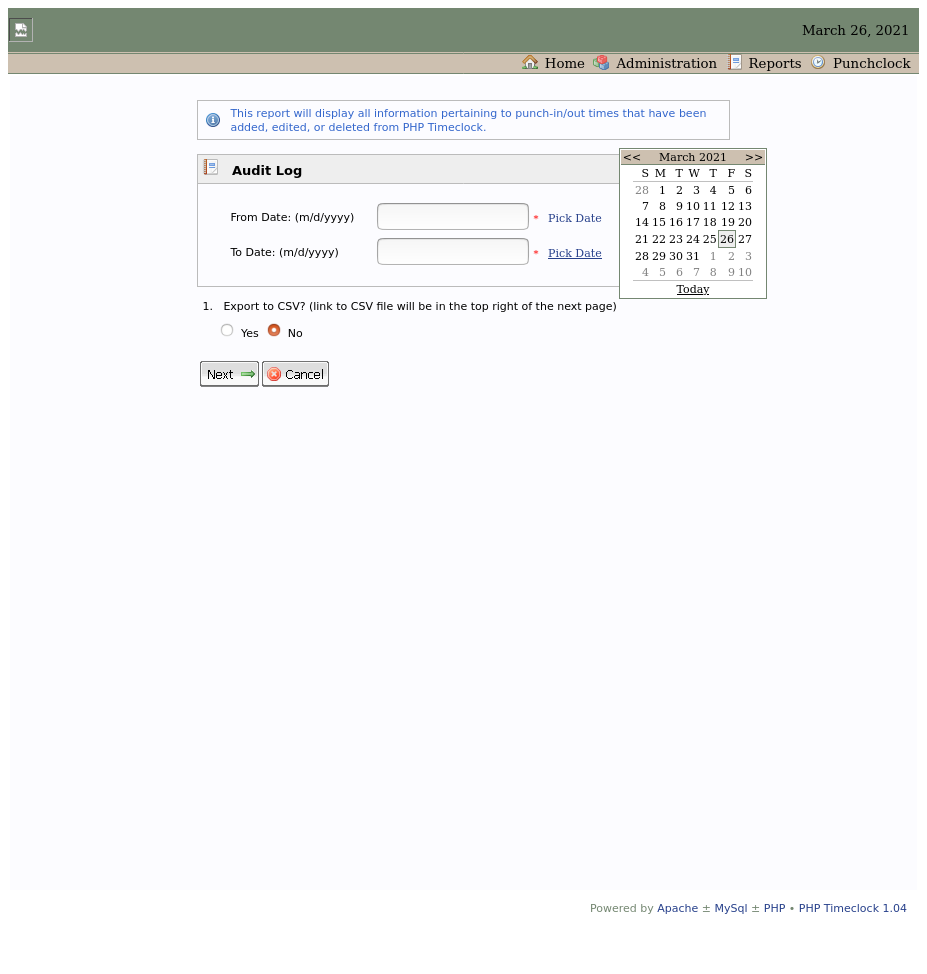 March 26, 2021
Home Administration Reports Punchclock
This report will display all information pertaining to punch-in/out times that have been
added, edited, or deleted from PHP Timeclock.
Audit Log
From Date: (m/d/yyyy) * Pick Date
To Date: (m/d/yyyy) * Pick Date
<< March 2021 >>
S M T W T F S
28 1 2 3 4 5 6
7 8 9 10 11 12 13
14 15 16 17 18 19 20
21 22 23 24 25 26 27
28 29 30 31 1 2 3
4 5 6 7 8 9 10
Today
1. Export to CSV? (link to CSV file will be in the top right of the next page)
Yes No
Next Cancel
Powered by Apache ± MySql ± PHP • PHP Timeclock 1.04